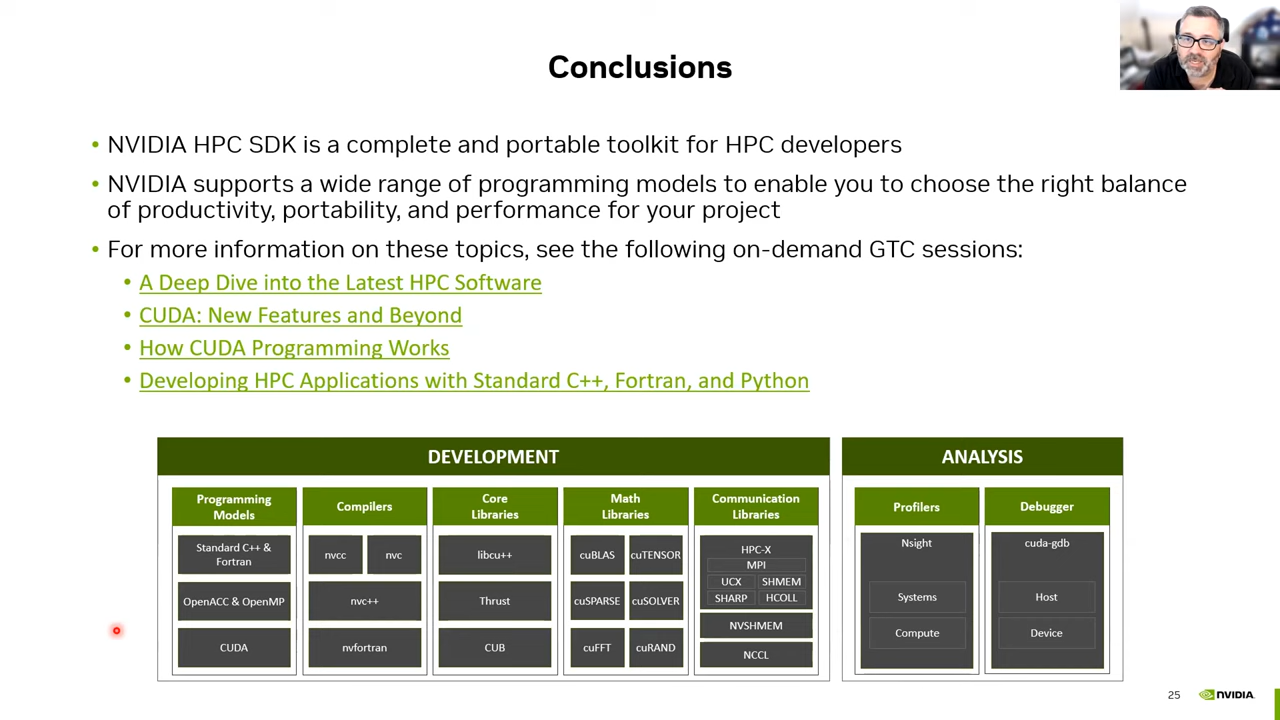 Conclusions
• NVIDIA HPC SDK is a complete and portable toolkit for HPC developers
• NVIDIA supports a wide range of programming models to enable you to choose the right balance
of productivity, portability, and performance for your project
• For more information on these topics, see the following on-demand GTC sessions:
• A Deep Dive into the Latest HPC Software
• CUDA: New Features and Beyond
• How CUDA Programming Works
• Developing HPC Applications with Standard C++, Fortran, and Python
DEVELOPMENT
Programming
Models
Standard C++ &
Fortran
OpenACC & OpenMP
CUDA
Compilers
nvcc
nvc
nvc++
nvfortran
Core
Libraries
libcu++
Thrust
CUB
Math
Libraries
cuBLAS
cuTENSOR
cuSPARSE
cuSOLVER
cuFFT
cuRAND
Communication
Libraries
HPC-X
MPI
UCX
SHMEM
SHARP
HCOLL
NVSHMEM
NCCL
ANALYSIS
Profilers
Nsight
Systems
Compute
Debugger
cuda-gdb
Host
Device
25
NVIDIA.